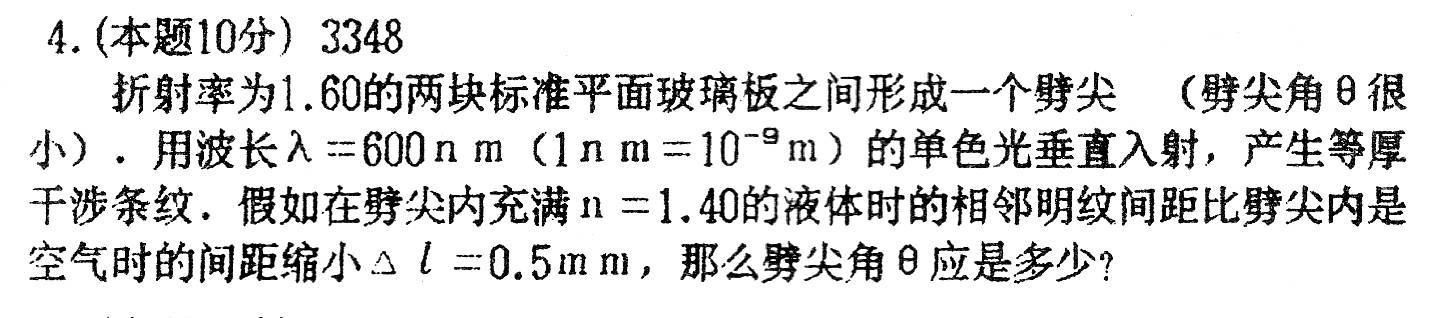 4.(本题10分) 3348
折射率为1.60的两块标准平面玻璃板之间形成一个劈尖 (劈尖角θ很
小). 用波长λ=600nm (1nm=10⁻⁹m) 的单色光垂直入射, 产生等厚
干涉条纹. 假如在劈尖内充满n=1.40的液体时的相邻明纹间距比劈尖内是
空气时的间距缩小△l=0.5mm, 那么劈尖角θ应是多少?